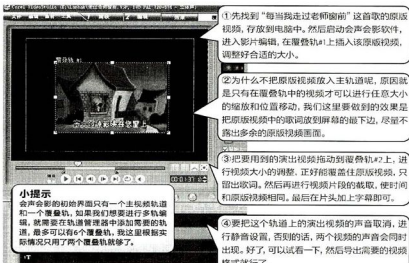 Corel VideoStudio
①先找到“每当我走过老师窗前”这首歌的原版
视频，存放到电脑中。然后启动会声会影软件，
进入影片编辑，在覆叠轨#1上插入该原版视频，
调整好合适的大小。
②为什么不把原版视频放入主轨道呢，原因就
是只有在覆叠轨中的视频才可以进行任意大小
的缩放和位置移动，我们这里要做到的效果是
把原版视频中的歌放到屏幕的最下边，尽量不
露出多余的原版视频画面。
③把要用到的演出视频拖动到覆叠轨#2上，进
行视频大小的调整，正好能覆盖住原版视频，只
留出歌词。然后再进行视频片段的截取，使时间
和原版视频相同。最后在片头加上字幕即可。
小提示
会声会影的初始界面只有一个主视频轨道
和一个覆叠轨，如果我们想要进行多轨编
辑，就需要在轨道管理器中添加需要的轨
道，最多可以有6个覆叠轨，我这里根据实
际情况只用了两个覆叠轨就够了。
④要把这个轨道上的演出视频的声音取消，进
行静音设置，否则的话，两个视频的声音会同时
出现。好了，可以试看一下，然后导出需要的视频
格式就行了